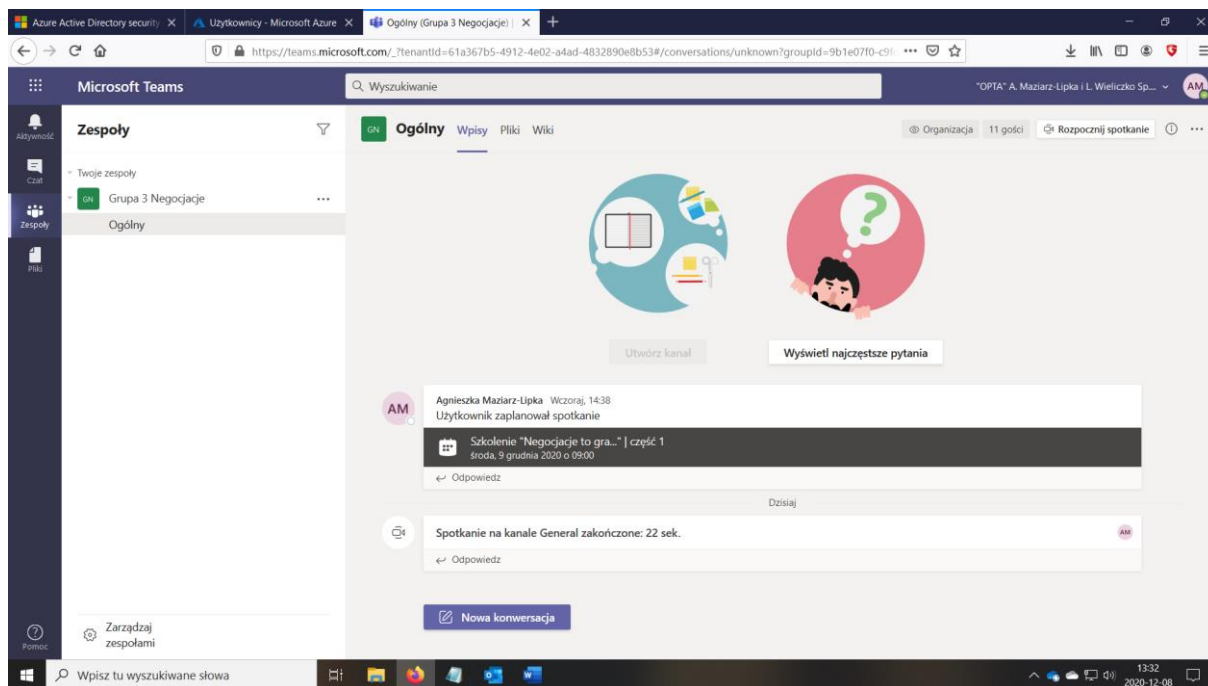 Azure Active Directory security
Użytkownicy - Microsoft Azure
Ogólny (Grupa 3 Negocjacje) |
https://teams.microsoft.com/_?tenantId=61a367b5-4912-4e02-a4ad-4832890e8b53#/conversations/unknown?groupId=9b1e07f0-c9f
Microsoft Teams
Wyszukiwanie
"OPTA" A. Maziarz-Lipka i L. Wieliczko Sp...
AM
Aktywność
Czat
Zespoły
Pliki
Pomoc
Zespoły
Twoje zespoły
GN Grupa 3 Negocjacje
Ogólny
Zarządzaj
zespołami
GN Ogólny Wpisy Pliki Wiki
Organizacja 11 gości Rozpocznij spotkanie
?
Utwórz kanał
Wyświetl najczęstsze pytania
AM
Agnieszka Maziarz-Lipka Wczoraj, 14:38
Użytkownik zaplanował spotkanie
Szkolenie "Negocjacje to gra..." | część 1
środa, 9 grudnia 2020 o 09:00
Odpowiedz
Dzisiaj
Spotkanie na kanale General zakończone: 22 sek.
AM
Odpowiedz
Nowa konwersacja
Wpisz tu wyszukiwane słowa
13:32
2020-12-08